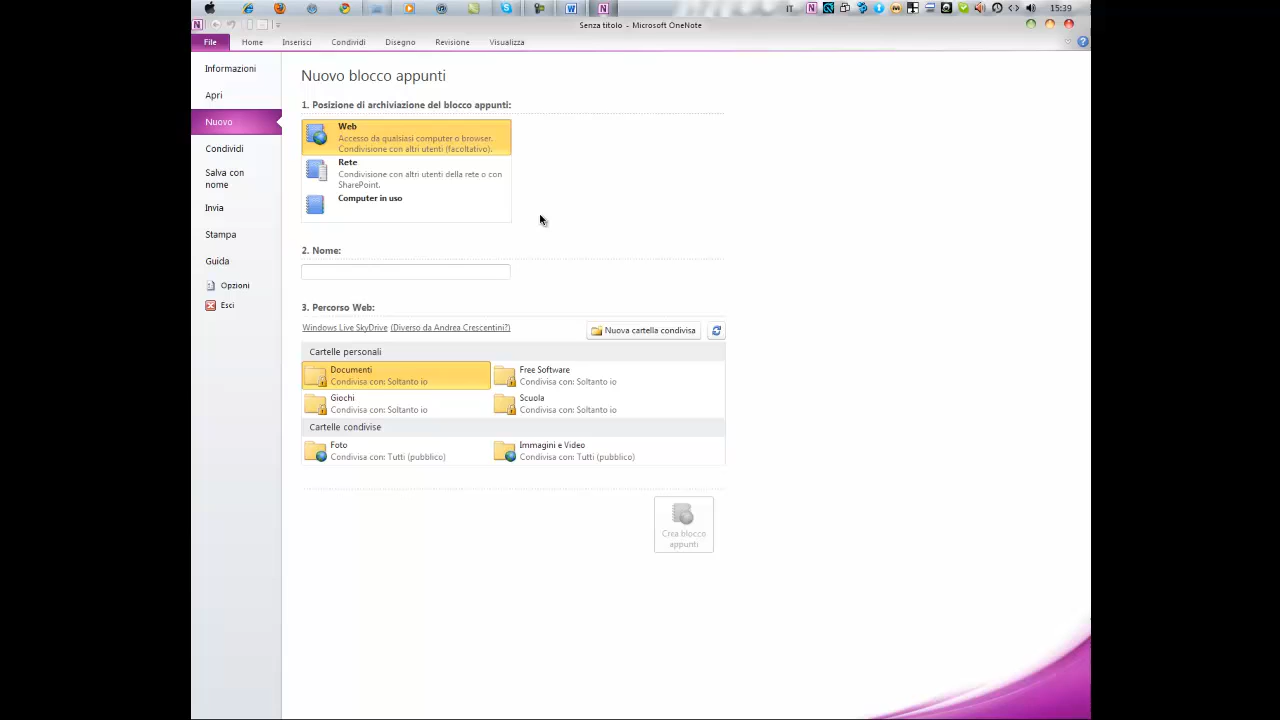 IT
15:39
Senza titolo - Microsoft OneNote
File Home Inserisci Condividi Disegno Revisione Visualizza
Informazioni
Apri
Nuovo
Condividi
Salva con
nome
Invia
Stampa
Guida
Opzioni
Esci
Nuovo blocco appunti
1. Posizione di archiviazione del blocco appunti:
Web
Accesso da qualsiasi computer o browser.
Condivisione con altri utenti (facoltativo).
Rete
Condivisione con altri utenti della rete o con
SharePoint.
Computer in uso
2. Nome:
3. Percorso Web:
Windows Live SkyDrive (Diverso da Andrea Crescentini?)
Nuova cartella condivisa
Cartelle personali
Documenti
Condivisa con: Soltanto io
Free Software
Condivisa con: Soltanto io
Giochi
Condivisa con: Soltanto io
Scuola
Condivisa con: Soltanto io
Cartelle condivise
Foto
Condivisa con: Tutti (pubblico)
Immagini e Video
Condivisa con: Tutti (pubblico)
Crea blocco
appunti